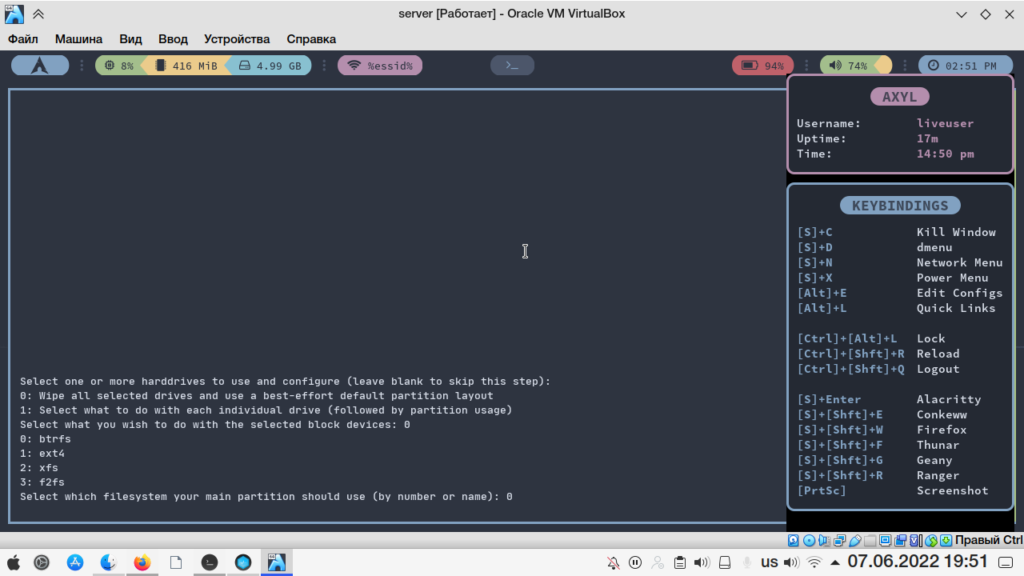 server [Работает] - Oracle VM VirtualBox
Файл Машина Вид Ввод Устройства Справка
8% 416 MiB 4.99 GB %essid% >_ 94% 74% 02:51 PM
AXYL
Username: liveuser
Uptime: 17m
Time: 14:50 pm
KEYBINDINGS
[S]+C Kill Window
[S]+D dmenu
[S]+N Network Menu
[S]+X Power Menu
[Alt]+E Edit Configs
[Alt]+L Quick Links
[Ctrl]+[Alt]+L Lock
[Ctrl]+[Shft]+R Reload
[Ctrl]+[Shft]+Q Logout
[S]+Enter Alacritty
[S]+[Shft]+E Conkeww
[S]+[Shft]+W Firefox
[S]+[Shft]+F Thunar
[S]+[Shft]+G Geany
[S]+[Shft]+R Ranger
[PrtSc] Screenshot
Select one or more harddrives to use and configure (leave blank to skip this step):
0: Wipe all selected drives and use a best-effort default partition layout
1: Select what to do with each individual drive (followed by partition usage)
Select what you wish to do with the selected block devices: 0
0: btrfs
1: ext4
2: xfs
3: f2fs
Select which filesystem your main partition should use (by number or name): 0
Правый Ctrl
us 07.06.2022 19:51